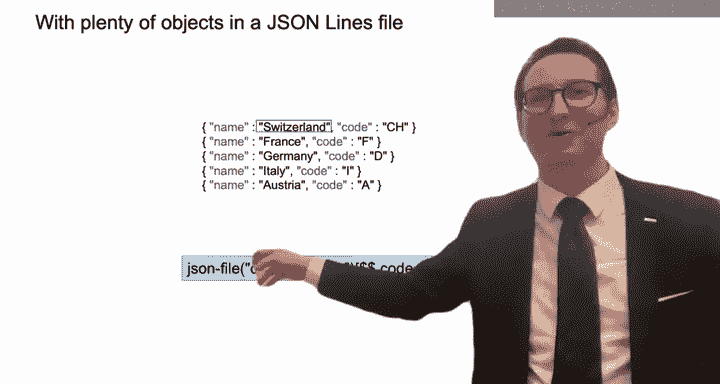 With plenty of objects in a JSON Lines file
{ "name" : "Switzerland", "code" : "CH" }
{ "name" : "France", "code" : "F" }
{ "name" : "Germany", "code" : "D" }
{ "name" : "Italy", "code" : "I" }
{ "name" : "Austria", "code" : "A" }
json-file(" $$.code